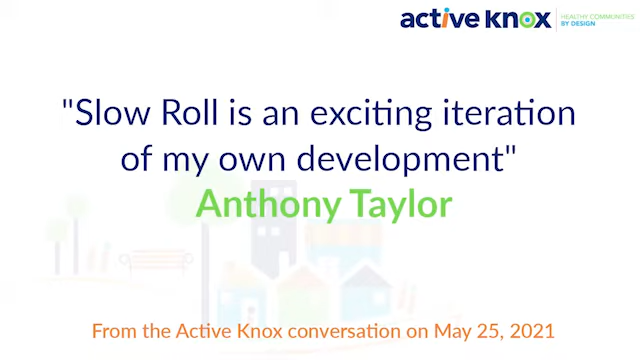 active knox
HEALTHY COMMUNITIES
BY DESIGN
"Slow Roll is an exciting iteration
of my own development"
Anthony Taylor
From the Active Knox conversation on May 25, 2021